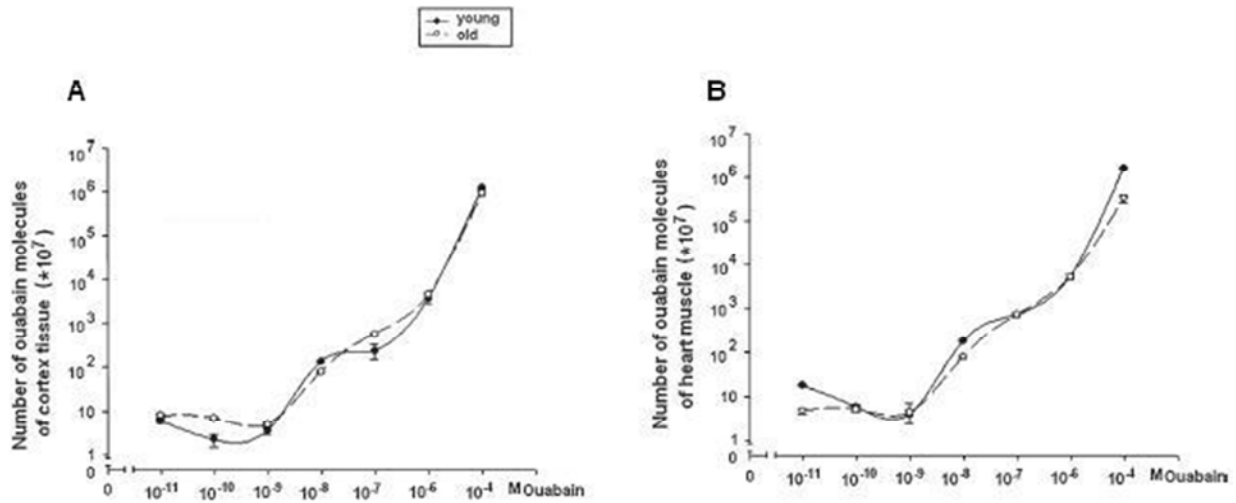 young
old
A
B
Number of ouabain molecules
of cortex tissue (*10⁷)
10⁷
10⁶
10⁵
10⁴
10³
10²
10
1
0
0 10⁻¹¹ 10⁻¹⁰ 10⁻⁹ 10⁻⁸ 10⁻⁷ 10⁻⁶ 10⁻⁴ M Ouabain
Number of ouabain molecules
of heart muscle (*10⁷)
10⁷
10⁶
10⁵
10⁴
10³
10²
10
1
0
0 10⁻¹¹ 10⁻¹⁰ 10⁻⁹ 10⁻⁸ 10⁻⁷ 10⁻⁶ 10⁻⁴ M Ouabain